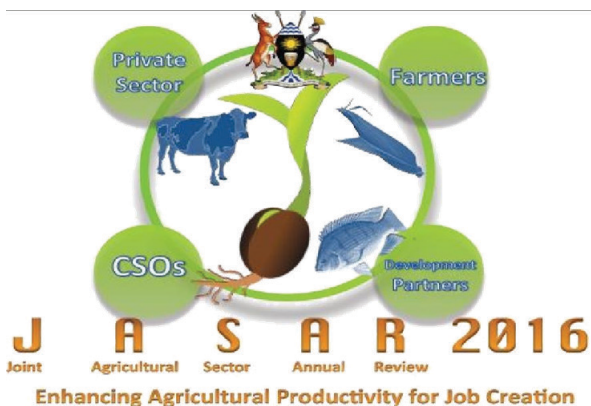 Private
Sector
Farmers
CSOs
Development
Partners
J A S A R 2016
Joint Agricultural Sector Annual Review
Enhancing Agricultural Productivity for Job Creation